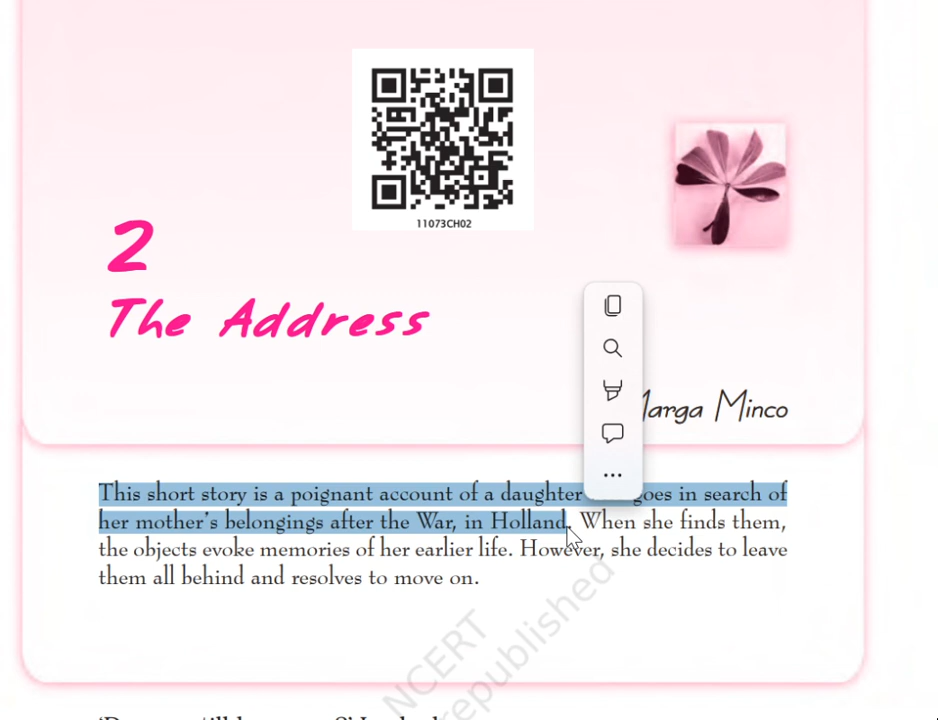 11073CH02
2
The Address
Marga Minco
This short story is a poignant account of a daughter goes in search of
her mother's belongings after the War, in Holland. When she finds them,
the objects evoke memories of her earlier life. However, she decides to leave
them all behind and resolves to move on.
NCERT
republished